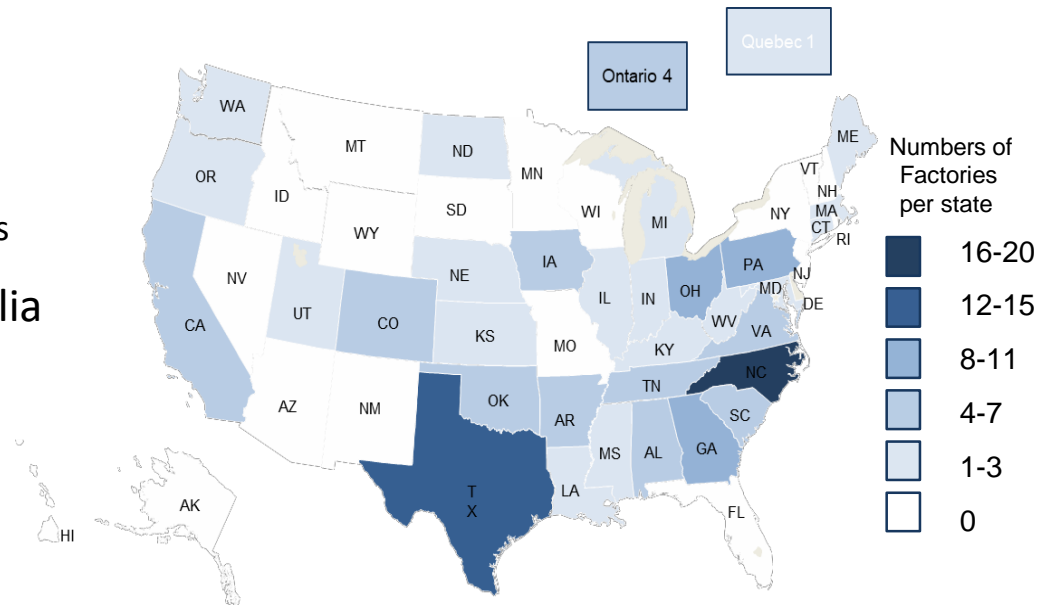 Quebec 1
Ontario 4
s
lia
WA
OR
CA
ID
NV
MT
WY
UT
CO
AZ
NM
ND
SD
NE
KS
OK
T
X
MN
IA
MO
AR
LA
WI
IL
IN
MI
OH
KY
TN
MS
AL
GA
FL
SC
NC
VA
WV
PA
NY
MD
DE
NJ
CT
RI
MA
NH
VT
ME
AK
HI
Numbers of
Factories
per state
16-20
12-15
8-11
4-7
1-3
0